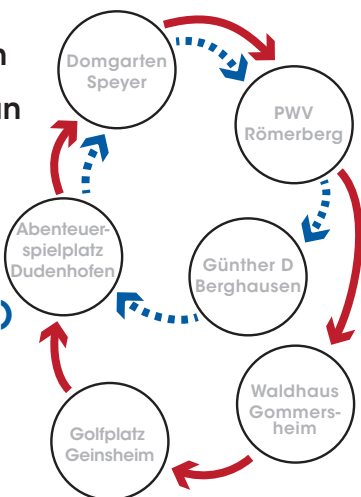 Domgarten
Speyer
PWV
Römerberg
Abenteuer-
spielplatz
Dudenhofen
Günther D
Berghausen
Waldhaus
Gommers-
heim
Golfplatz
Geinsheim